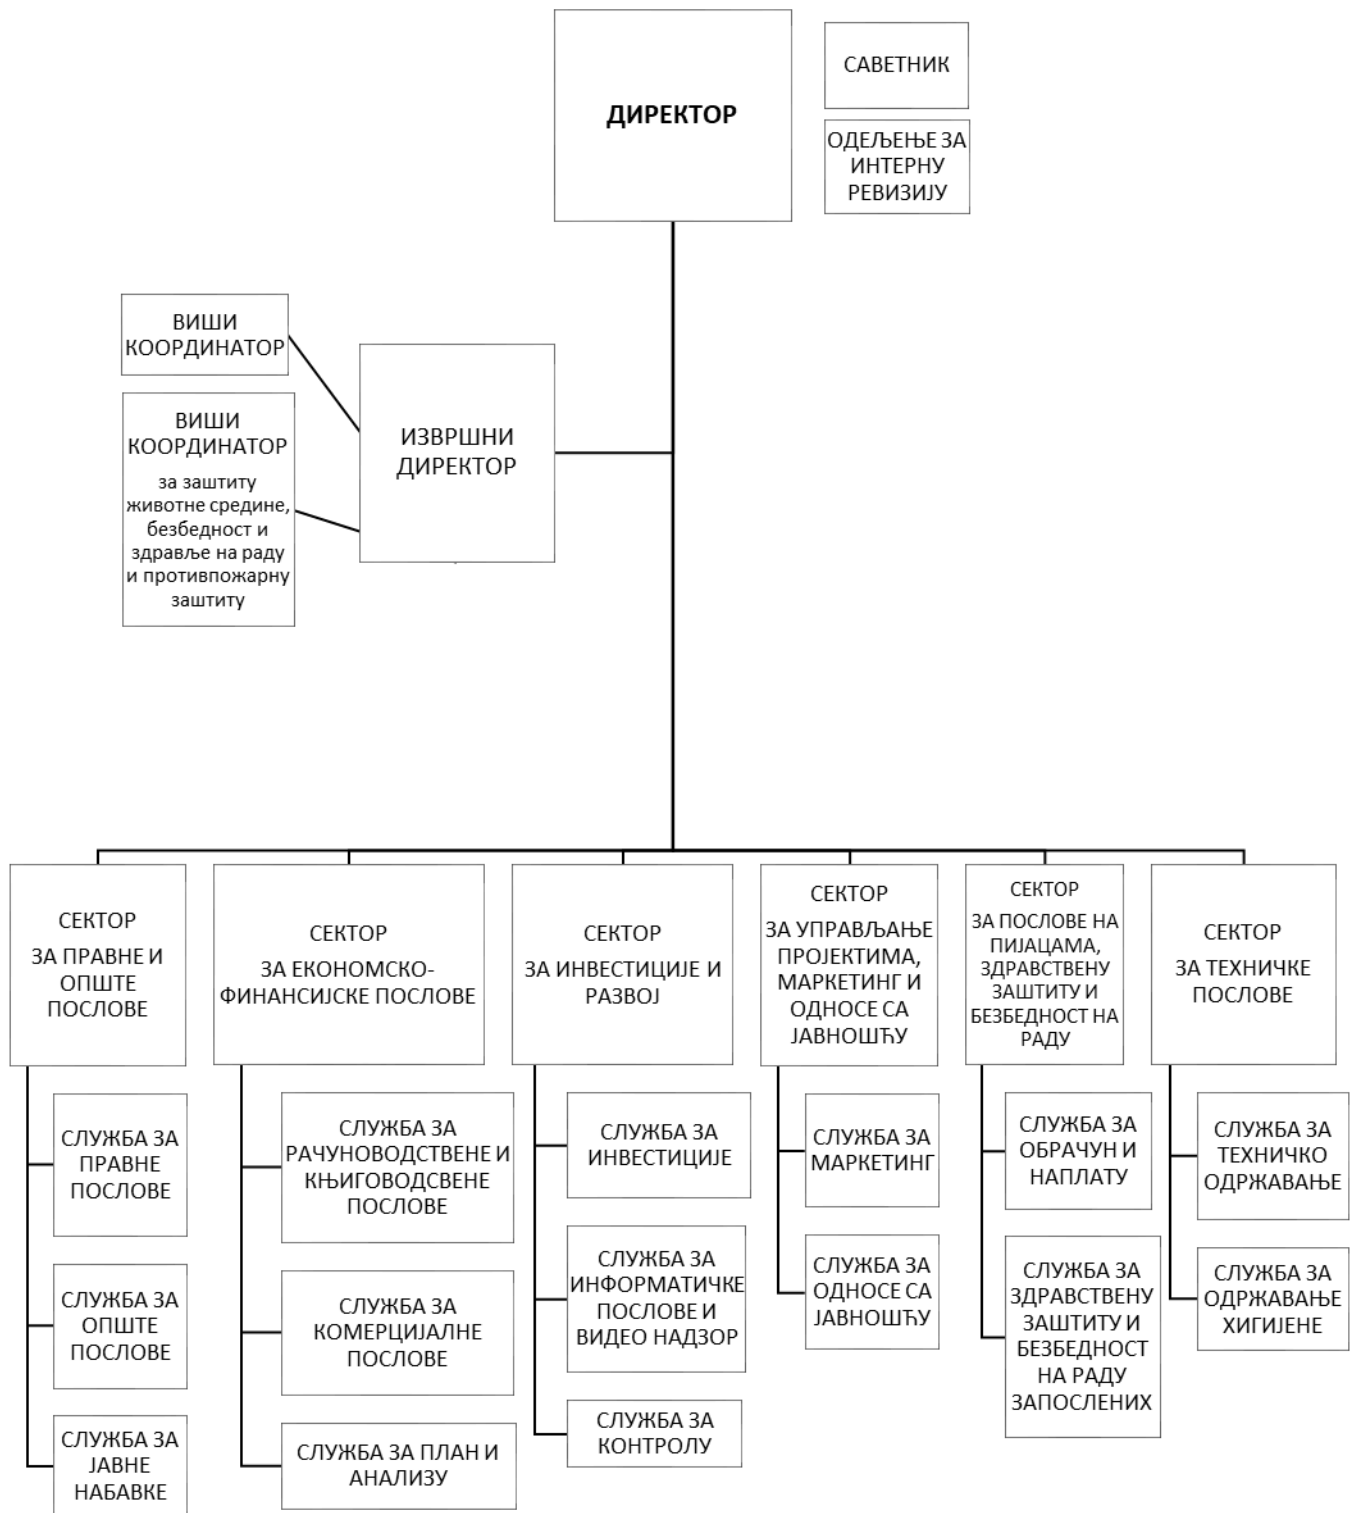 ДИРЕКТОР
САВЕТНИК
ОДЕЉЕЊЕ ЗА
ИНТЕРНУ
РЕВИЗИЈУ
ВИШИ
КООРДИНАТОР
ВИШИ
КООРДИНАТОР
за заштиту
животне средине,
безбедност и
здравље на раду
и противпожарну
заштиту
ИЗВРШНИ
ДИРЕКТОР
СЕКТОР
ЗА ПРАВНЕ И
ОПШТЕ
ПОСЛОВЕ
СЛУЖБА ЗА
ПРАВНЕ
ПОСЛОВЕ
СЛУЖБА ЗА
ОПШТЕ
ПОСЛОВЕ
СЛУЖБА ЗА
ЈАВНЕ
НАБАВКЕ
СЕКТОР
ЗА ЕКОНОМСКО-
ФИНАНСИЈСКЕ ПОСЛОВЕ
СЛУЖБА ЗА
РАЧУНОВОДСТВЕНЕ И
КЊИГОВОДСВЕНЕ
ПОСЛОВЕ
СЛУЖБА ЗА
КОМЕРЦИЈАЛНЕ
ПОСЛОВЕ
СЛУЖБА ЗА ПЛАН И
АНАЛИЗУ
СЕКТОР
ЗА ИНВЕСТИЦИЈЕ И
РАЗВОЈ
СЛУЖБА ЗА
ИНВЕСТИЦИЈЕ
СЛУЖБА ЗА
ИНФОРМАТИЧКЕ
ПОСЛОВЕ И
ВИДЕО НАДЗОР
СЛУЖБА ЗА
КОНТРОЛУ
СЕКТОР
ЗА УПРАВЉАЊЕ
ПРОЈЕКТИМА,
МАРКЕТИНГ И
ОДНОСЕ СА
ЈАВНОШЋУ
СЛУЖБА ЗА
МАРКЕТИНГ
СЛУЖБА ЗА
ОДНОСЕ СА
ЈАВНОШЋУ
СЕКТОР
ЗА ПОСЛОВЕ НА
ПИЈАЦАМА,
ЗДРАВСТВЕНУ
ЗАШТИТУ И
БЕЗБЕДНОСТ НА
РАДУ
СЛУЖБА ЗА
ОБРАЧУН И
НАПЛАТУ
СЛУЖБА ЗА
ЗДРАВСТВЕНУ
ЗАШТИТУ И
БЕЗБЕДНОСТ
НА РАДУ
ЗАПОСЛЕНИХ
СЕКТОР
ЗА ТЕХНИЧКЕ
ПОСЛОВЕ
СЛУЖБА ЗА
ТЕХНИЧКО
ОДРЖАВАЊЕ
СЛУЖБА ЗА
ОДРЖАВАЊЕ
ХИГИЈЕНЕ